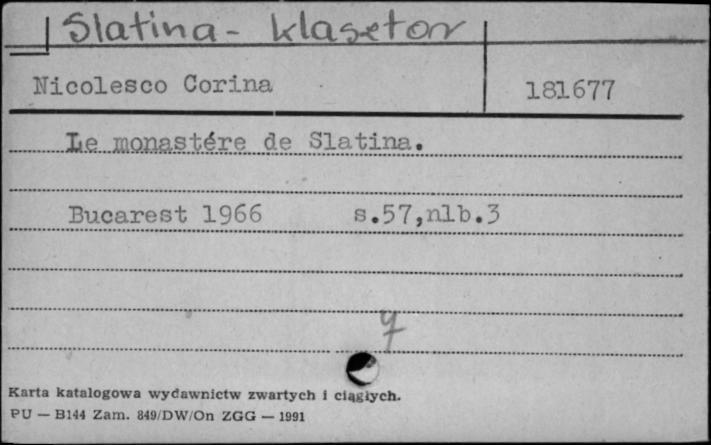 Slatina - klasztor
Nicolesco Corina 181677
Le monastére de Slatina.
Bucarest 1966 s.57,nlb.3
Karta katalogowa wydawnictw zwartych i ciągłych.
PU — B144 Zam. 849/DW/On ZGG — 1991